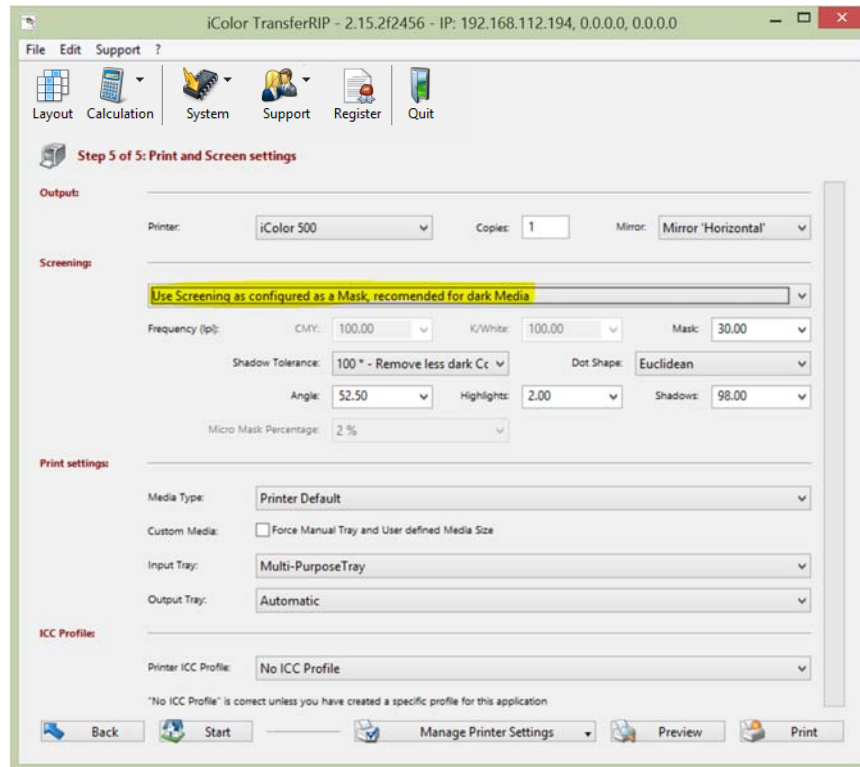 iColor TransferRIP - 2.15.2f2456 - IP: 192.168.112.194, 0.0.0.0, 0.0.0.0
File Edit Support ?
Layout Calculation System Support Register Quit
Step 5 of 5: Print and Screen settings
Output:
Printer: iColor 500 Copies: 1 Mirror: Mirror 'Horizontal'
Screening:
Use Screening as configured as a Mask, recomended for dark Media
Frequency (lpi): CMY: 100.00 K/White: 100.00 Mask: 30.00
Shadow Tolerance: 100 * - Remove less dark Cc Dot Shape: Euclidean
Angle: 52.50 Highlights: 2.00 Shadows: 98.00
Micro Mask Percentage: 2 %
Print settings:
Media Type: Printer Default
Custom Media: Force Manual Tray and User defined Media Size
Input Tray: Multi-PurposeTray
Output Tray: Automatic
ICC Profile:
Printer ICC Profile: No ICC Profile
"No ICC Profile" is correct unless you have created a specific profile for this application
Back Start Manage Printer Settings Preview Print